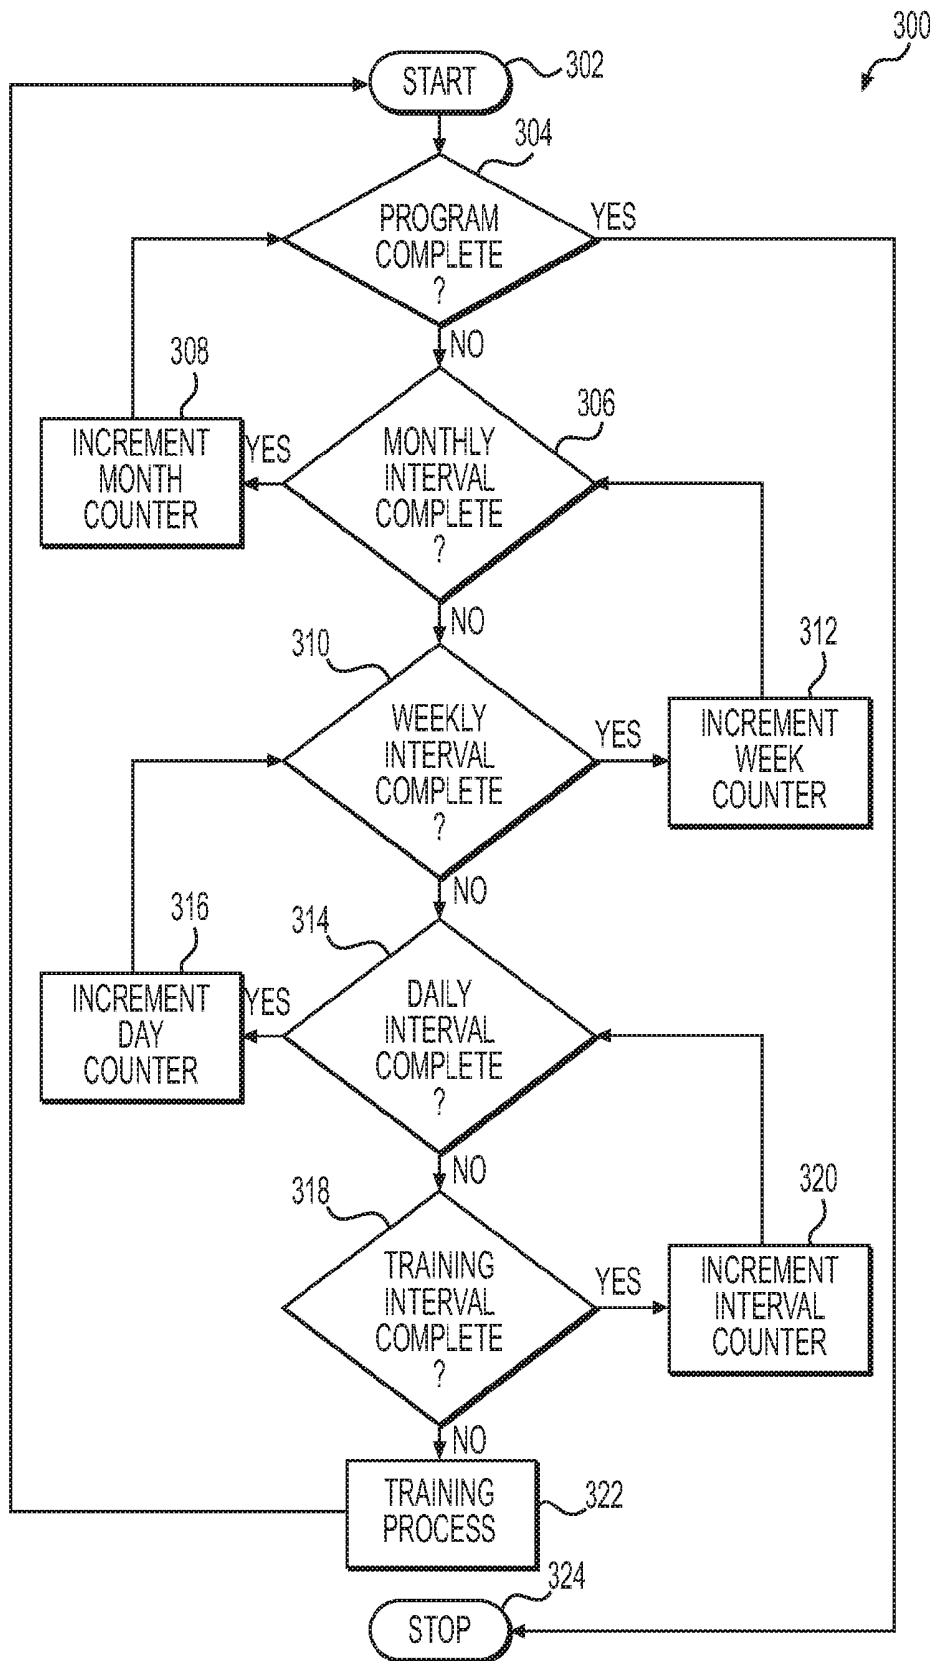 300
START
302
304
PROGRAM
COMPLETE
?
YES
NO
308
INCREMENT
MONTH
COUNTER
YES
306
MONTHLY
INTERVAL
COMPLETE
?
NO
310
312
WEEKLY
INTERVAL
COMPLETE
?
YES
INCREMENT
WEEK
COUNTER
NO
316
314
INCREMENT
DAY
COUNTER
YES
DAILY
INTERVAL
COMPLETE
?
NO
318
320
TRAINING
INTERVAL
COMPLETE
?
YES
INCREMENT
INTERVAL
COUNTER
NO
TRAINING
PROCESS
322
324
STOP